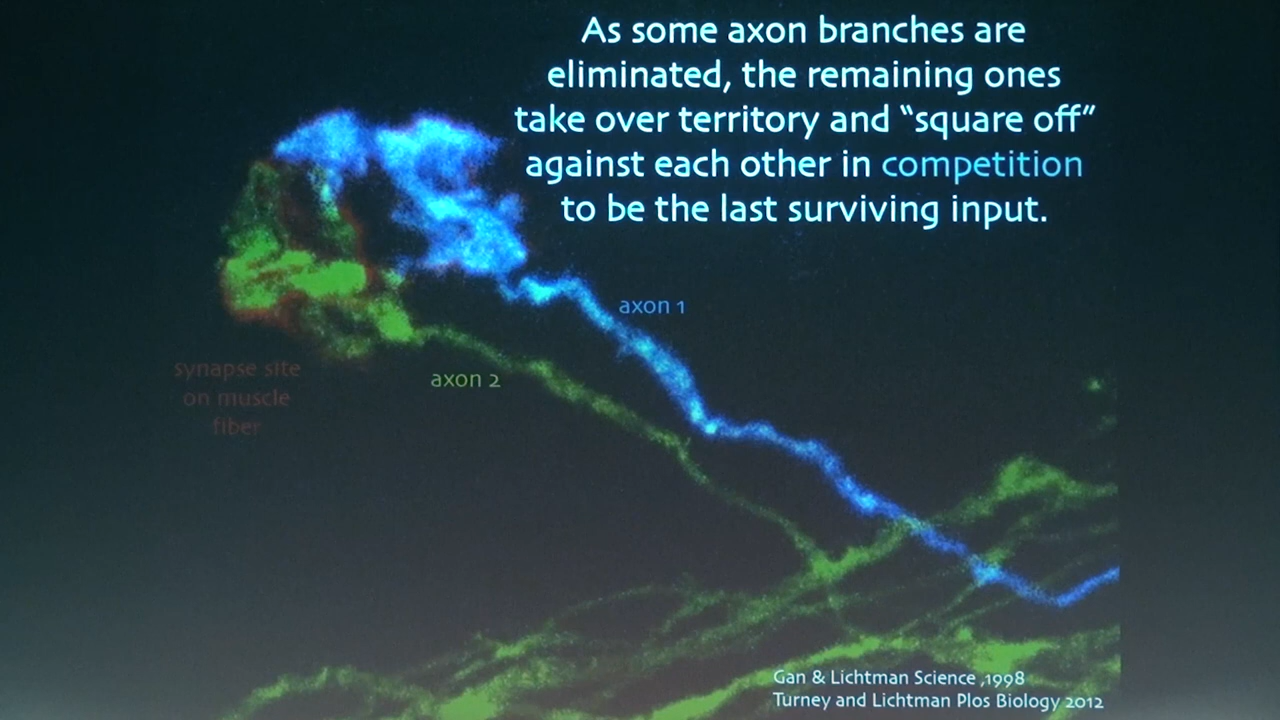 As some axon branches are
eliminated, the remaining ones
take over territory and “square off”
against each other in competition
to be the last surviving input.
axon 1
axon 2
synapse site
on muscle
fiber
Gan & Lichtman Science ,1998
Turney and Lichtman Plos Biology 2012